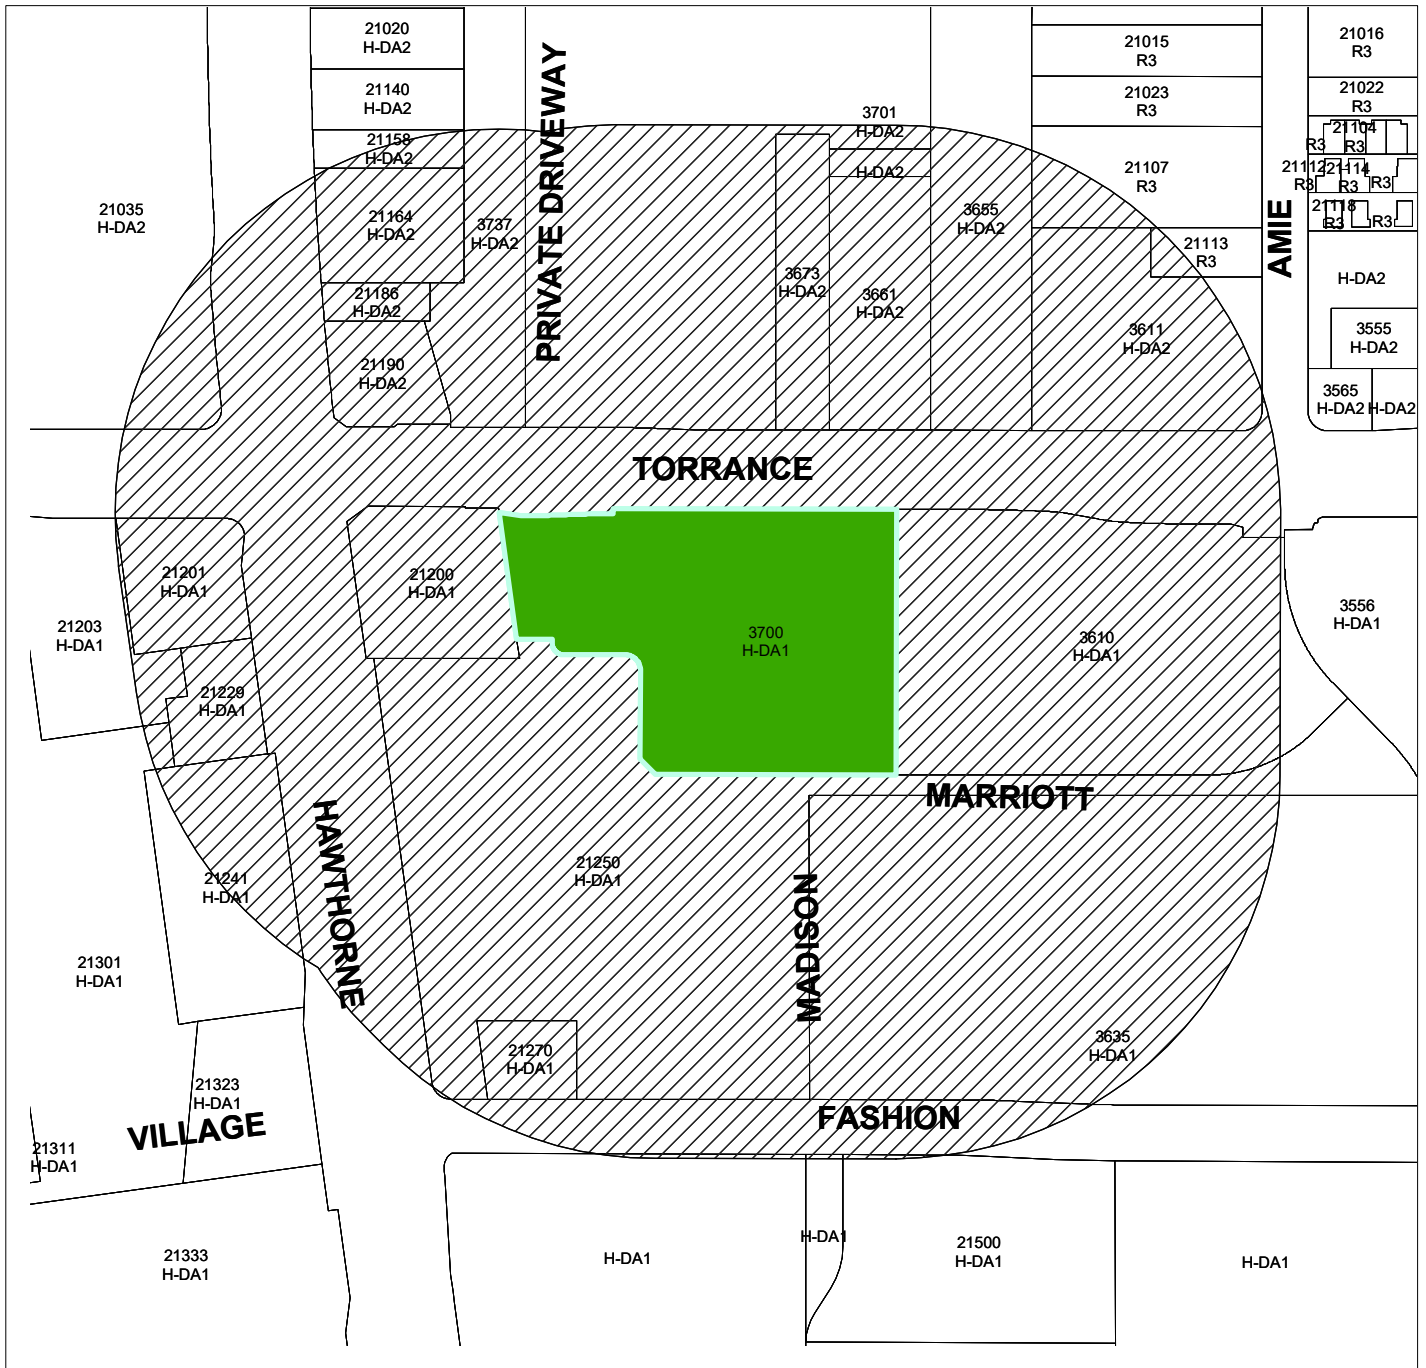 21020
H-DA2
21140
H-DA2
21158
H-DA2
21164
H-DA2
21186
H-DA2
21190
H-DA2
21035
H-DA2
3737
H-DA2
PRIVATE DRIVEWAY
3701
H-DA2
H-DA2
3673
H-DA2
3661
H-DA2
3655
H-DA2
21015
R3
21023
R3
21107
R3
21113
R3
3611
H-DA2
AMIE
21016
R3
21022
R3
21104
R3
R3
21112
R3
21114
R3
R3
21118
R3
R3
H-DA2
3555
H-DA2
3565
H-DA2
H-DA2
TORRANCE
21201
H-DA1
21200
H-DA1
21203
H-DA1
3700
H-DA1
3610
H-DA1
3556
H-DA1
21229
H-DA1
MARRIOTT
21241
H-DA1
HAWTHORNE
21250
H-DA1
MADISON
21301
H-DA1
21270
H-DA1
3635
H-DA1
21323
H-DA1
VILLAGE
FASHION
21311
H-DA1
21333
H-DA1
H-DA1
H-DA1
21500
H-DA1
H-DA1